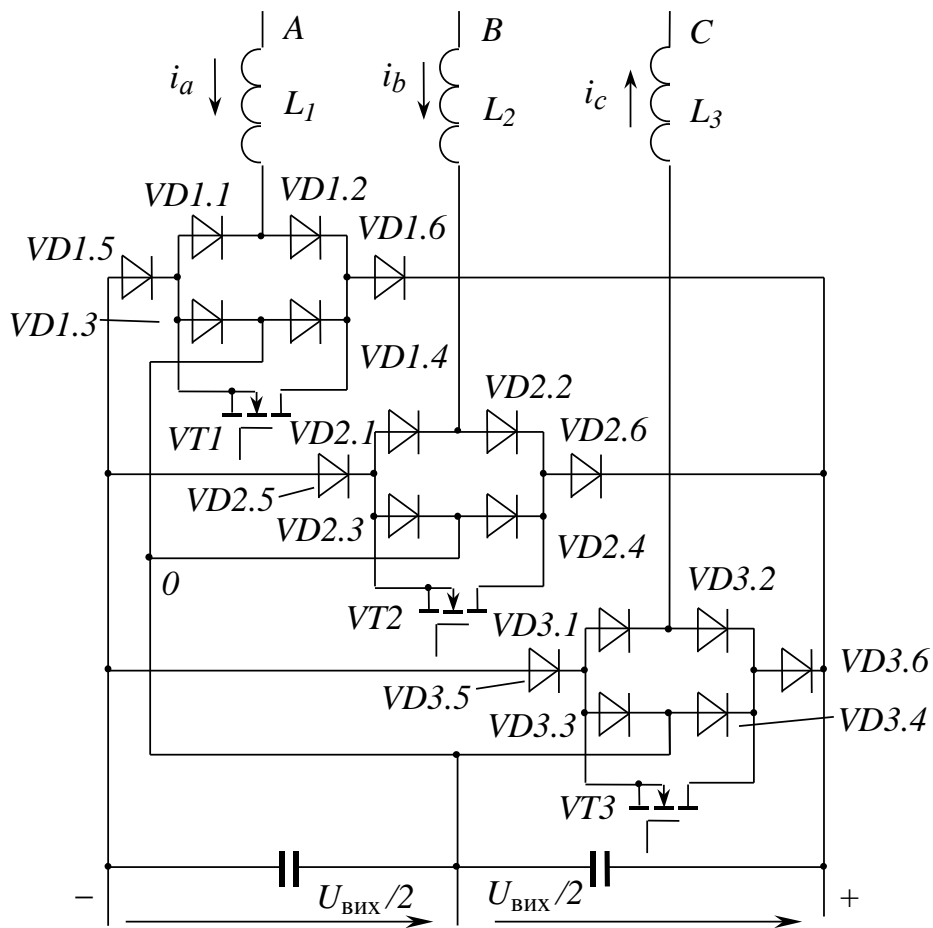 A B C
i_a i_b i_c
L_1 L_2 L_3
VD1.1 VD1.2
VD1.5 VD1.6
VD1.3
VD1.4
VD2.2
VT1 VD2.1 VD2.6
VD2.5
VD2.3 VD2.4
0 VD3.2
VT2 VD3.1
VD3.6
VD3.5
VD3.3 VD3.4
VT3
− U_вих /2 U_вих /2 +